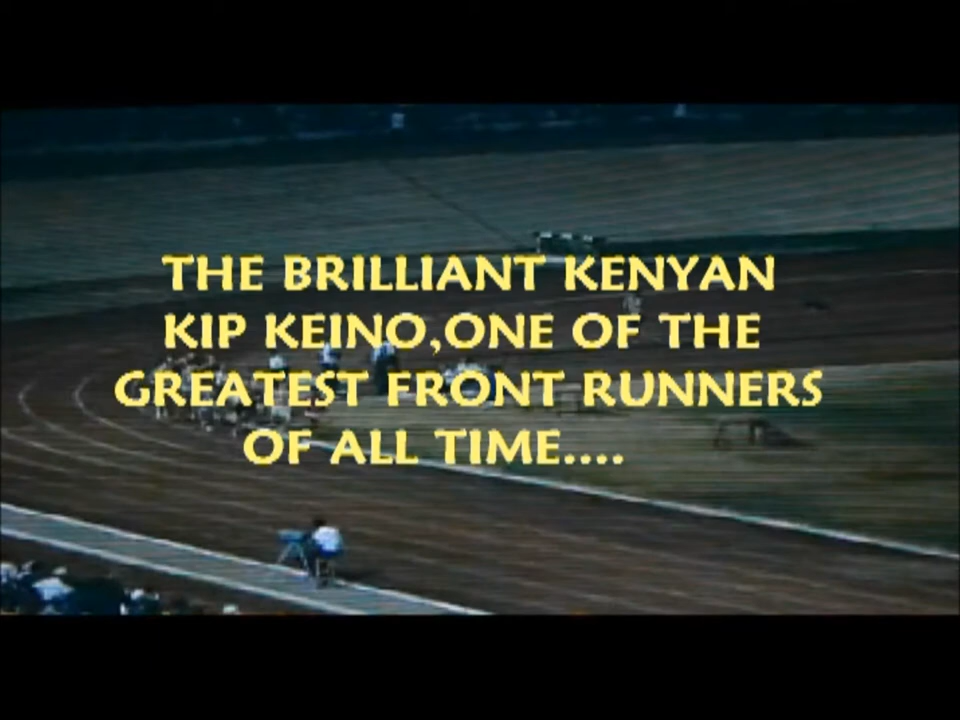 THE BRILLIANT KENYAN
KIP KEINO,ONE OF THE
GREATEST FRONT RUNNERS
OF ALL TIME....